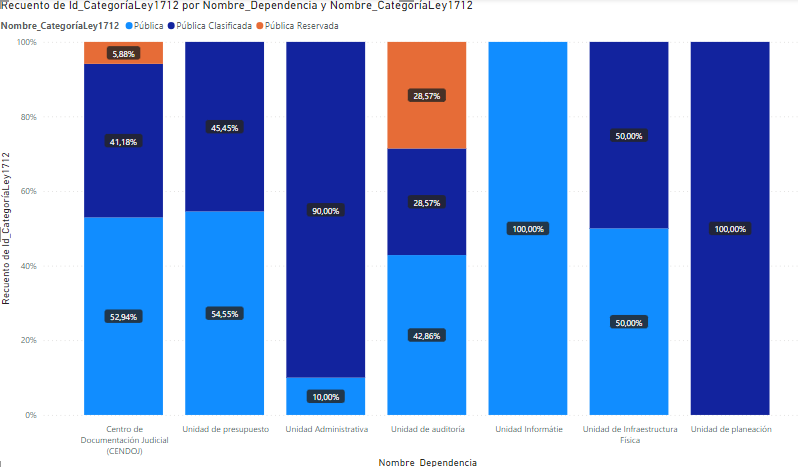 Recuento de Id_CategoríaLey1712 por Nombre_Dependencia y Nombre_CategoríaLey1712
Nombre_CategoríaLey1712 Pública Pública Clasificada Pública Reservada
Recuento de Id_CategoríaLey1712
100%
80%
60%
40%
20%
0%
5,88%
41,18%
52,94%
45,45%
54,55%
90,00%
10,00%
28,57%
28,57%
42,86%
100,00%
50,00%
50,00%
100,00%
Centro de
Documentación Judicial
(CENDOJ)
Unidad de presupuesto
Unidad Administrativa
Unidad de auditoria
Unidad Informátie
Unidad de Infraestructura
Física
Unidad de planeación
Nombre_Dependencia